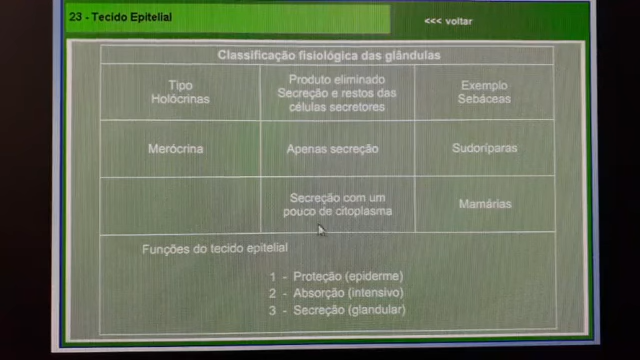 23 - Tecido Epitelial
<<< voltar
Classificação fisiológica das glândulas
Tipo
Holócrinas
Produto eliminado
Secreção e restos das
células secretores
Exemplo
Sebáceas
Merócrina
Apenas secreção
Sudoríparas
Secreção com um
pouco de citoplasma
Mamárias
Funções do tecido epitelial
1 - Proteção (epiderme)
2 - Absorção (intensivo)
3 - Secreção (glandular)